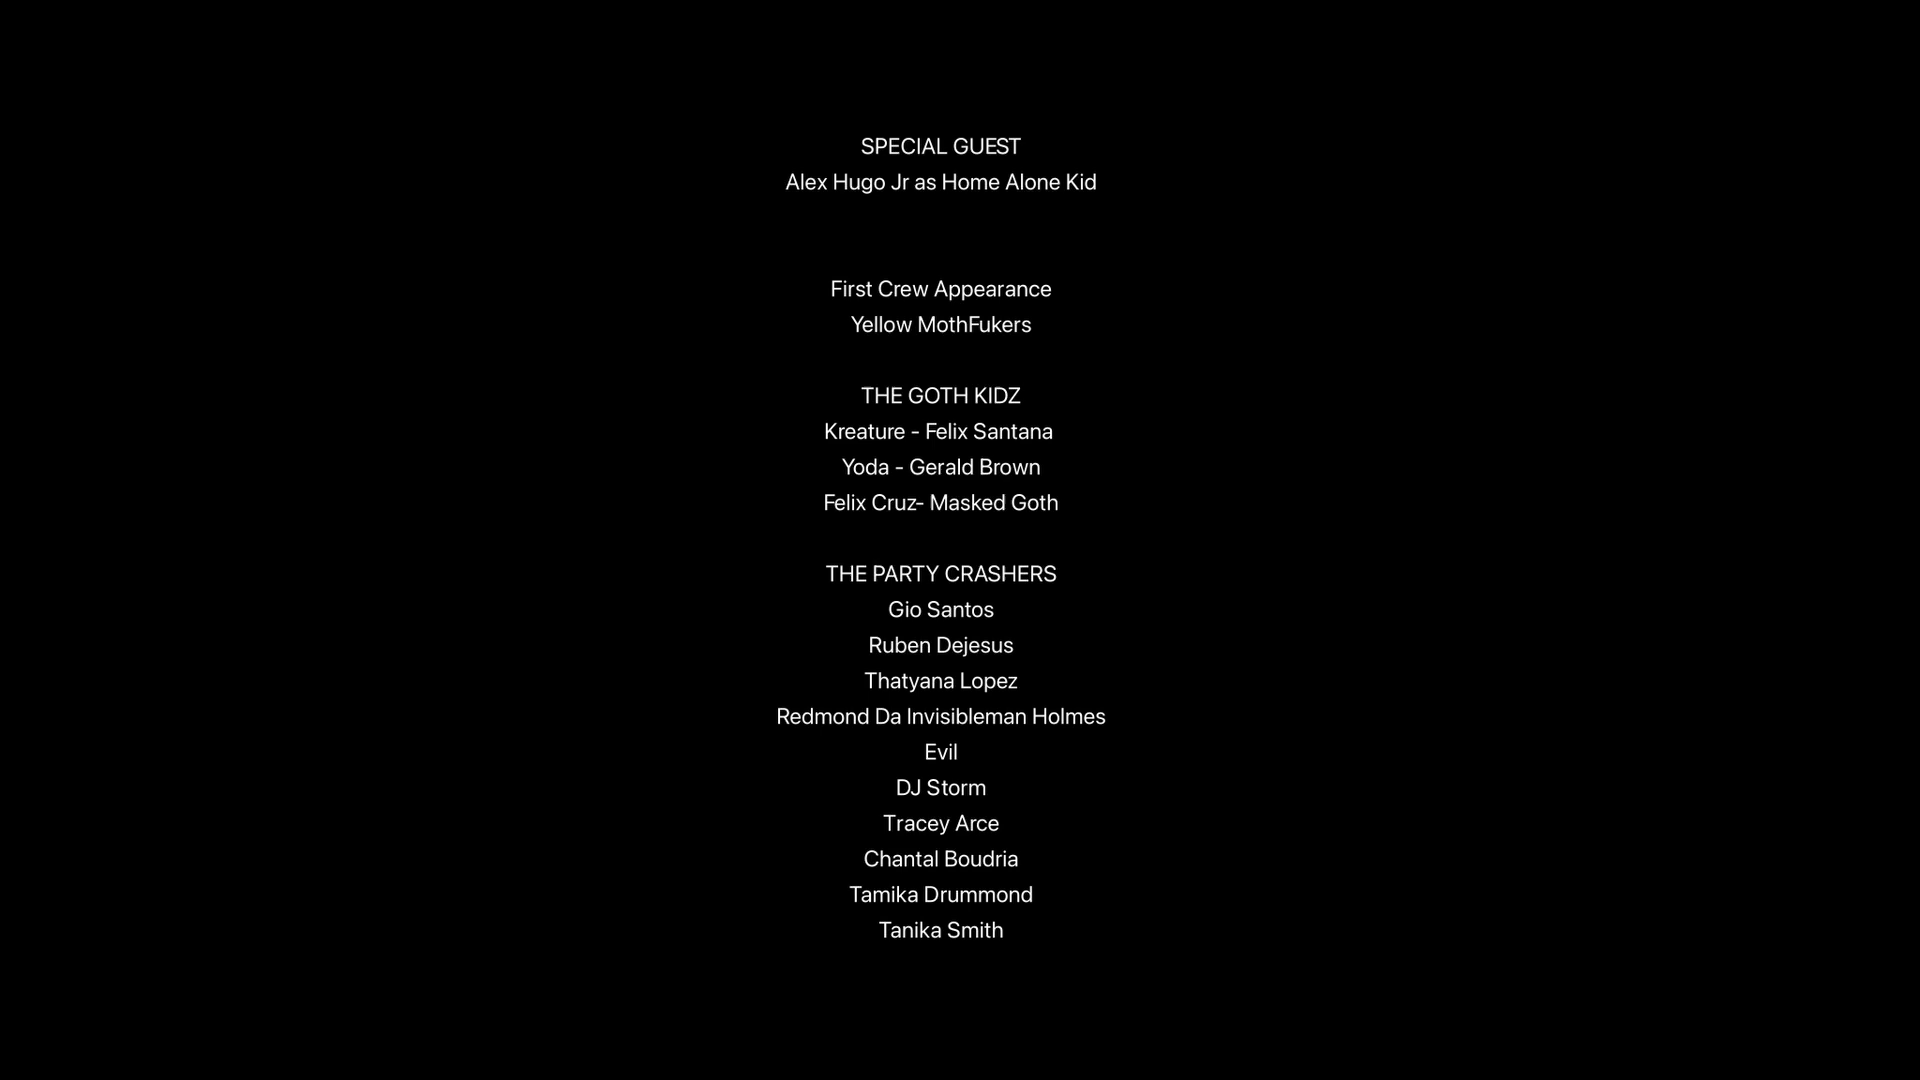 SPECIAL GUEST
Alex Hugo Jr as Home Alone Kid
First Crew Appearance
Yellow MothFukers
THE GOTH KIDZ
Kreature - Felix Santana
Yoda - Gerald Brown
Felix Cruz- Masked Goth
THE PARTY CRASHERS
Gio Santos
Ruben Dejesus
Thatyana Lopez
Redmond Da Invisibleman Holmes
Evil
DJ Storm
Tracey Arce
Chantal Boudria
Tamika Drummond
Tanika Smith